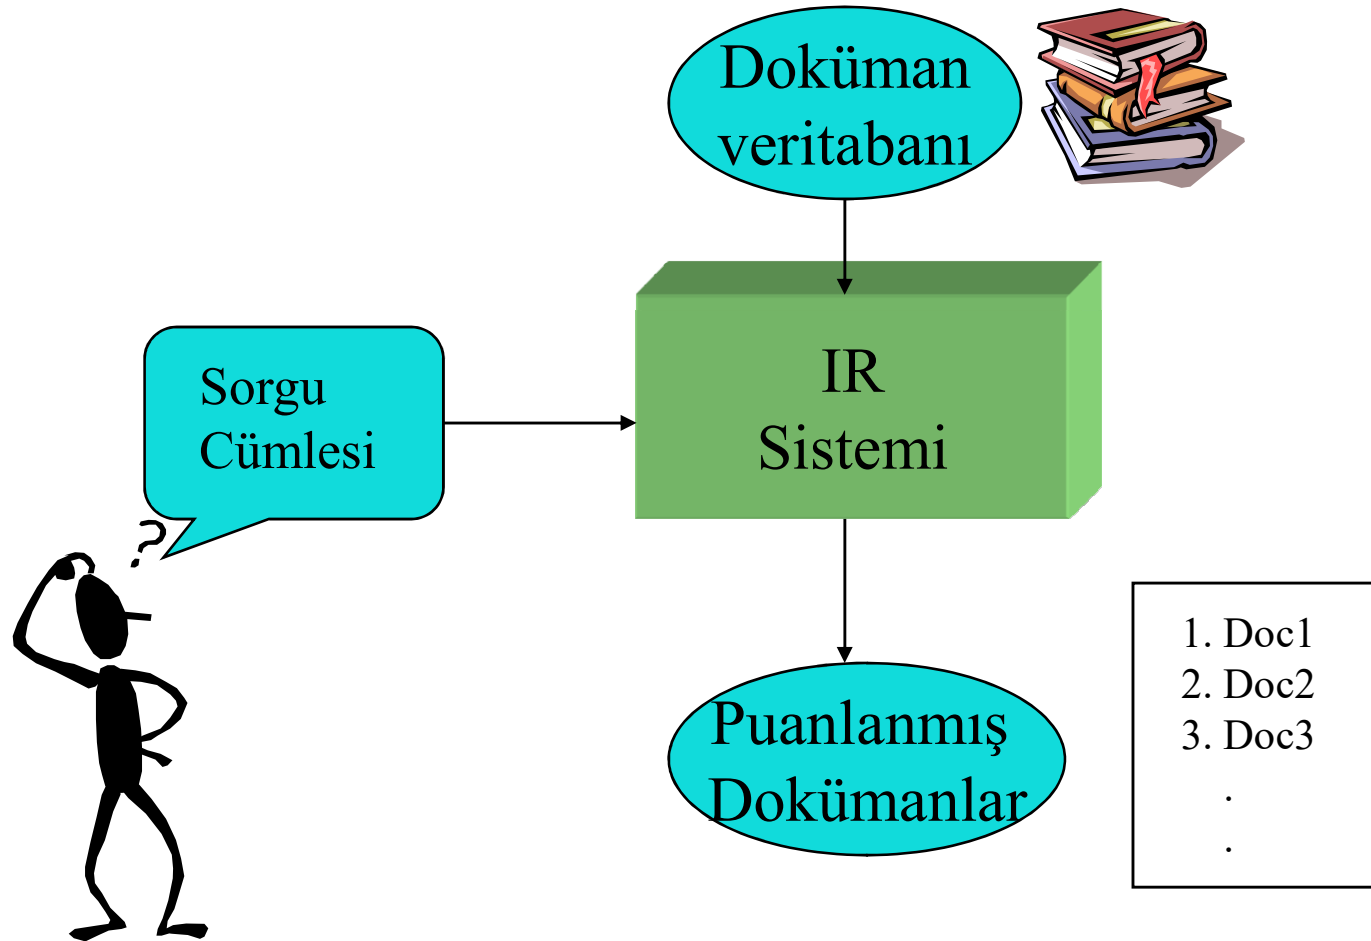 Doküman
veritabanı
IR
Sistemi
Sorgu
Cümlesi
?
Puanlanmış
Dokümanlar
1. Doc1
2. Doc2
3. Doc3
.
.